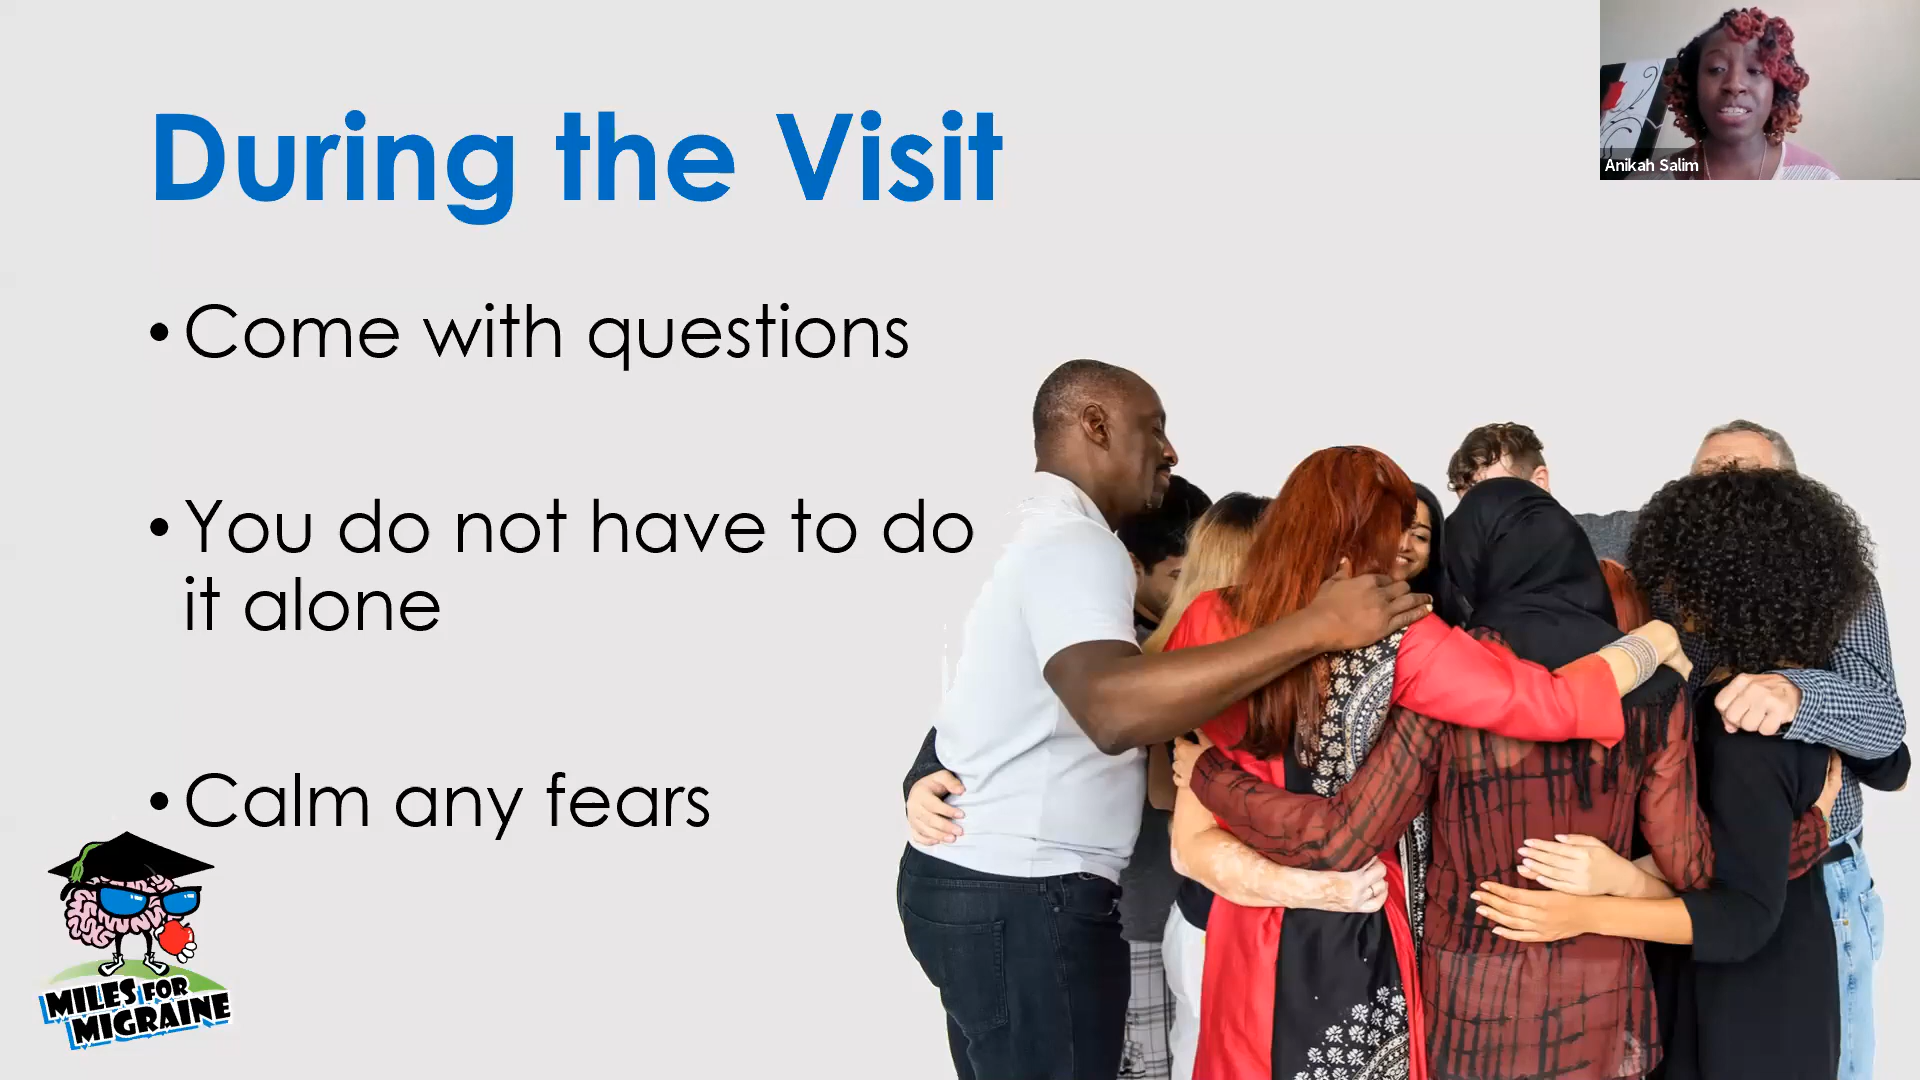 During the Visit
Anikah Salim
• Come with questions
• You do not have to do
it alone
• Calm any fears
MILES FOR
MIGRAINE